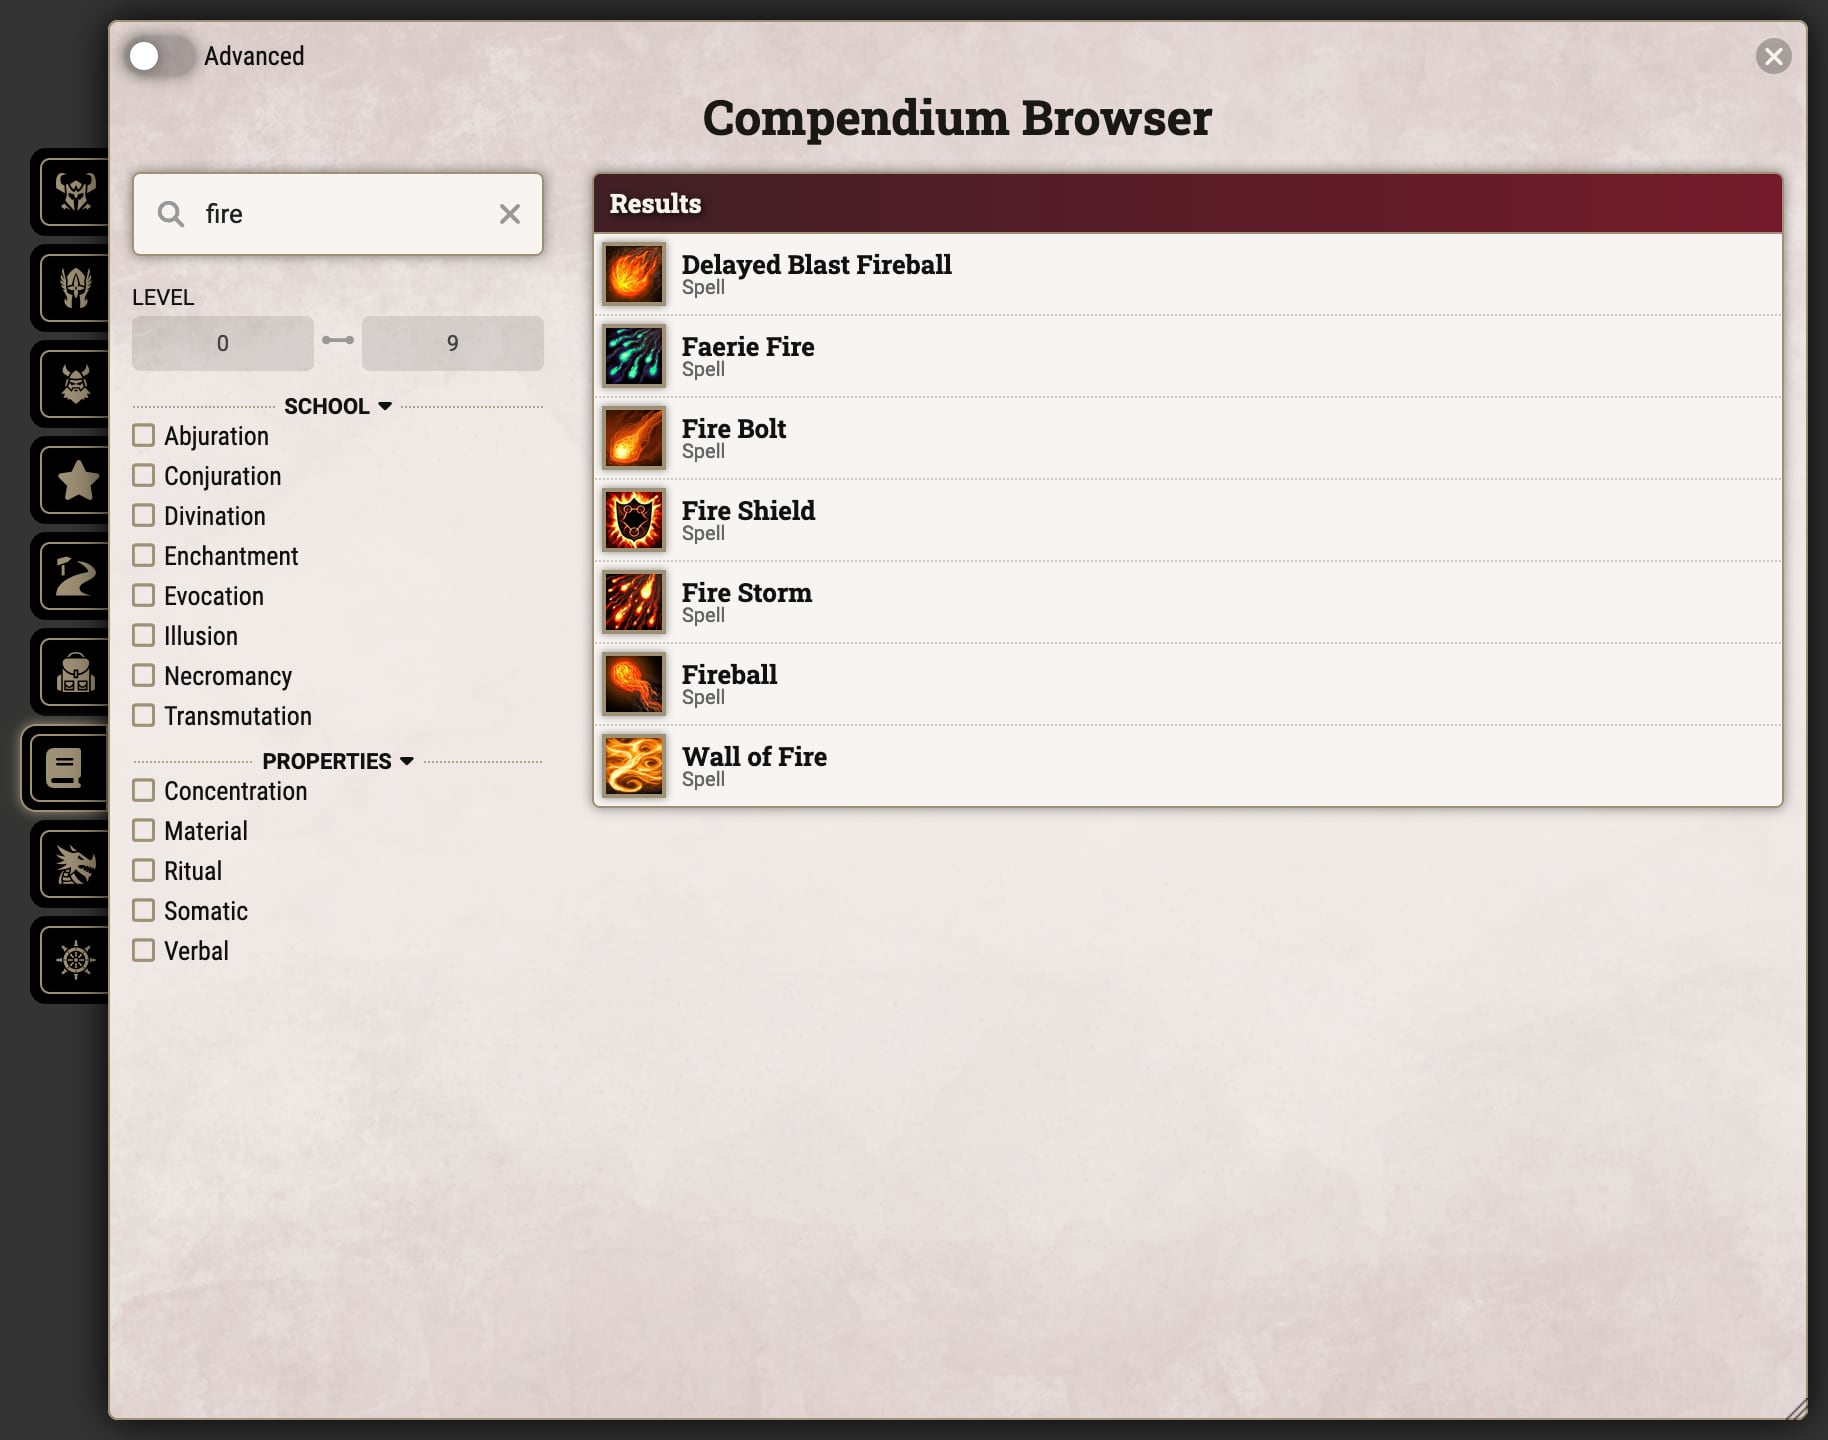 Advanced
Compendium Browser
fire
LEVEL
0
9
SCHOOL
Abjuration
Conjuration
Divination
Enchantment
Evocation
Illusion
Necromancy
Transmutation
PROPERTIES
Concentration
Material
Ritual
Somatic
Verbal
Results
Delayed Blast Fireball
Spell
Faerie Fire
Spell
Fire Bolt
Spell
Fire Shield
Spell
Fire Storm
Spell
Fireball
Spell
Wall of Fire
Spell